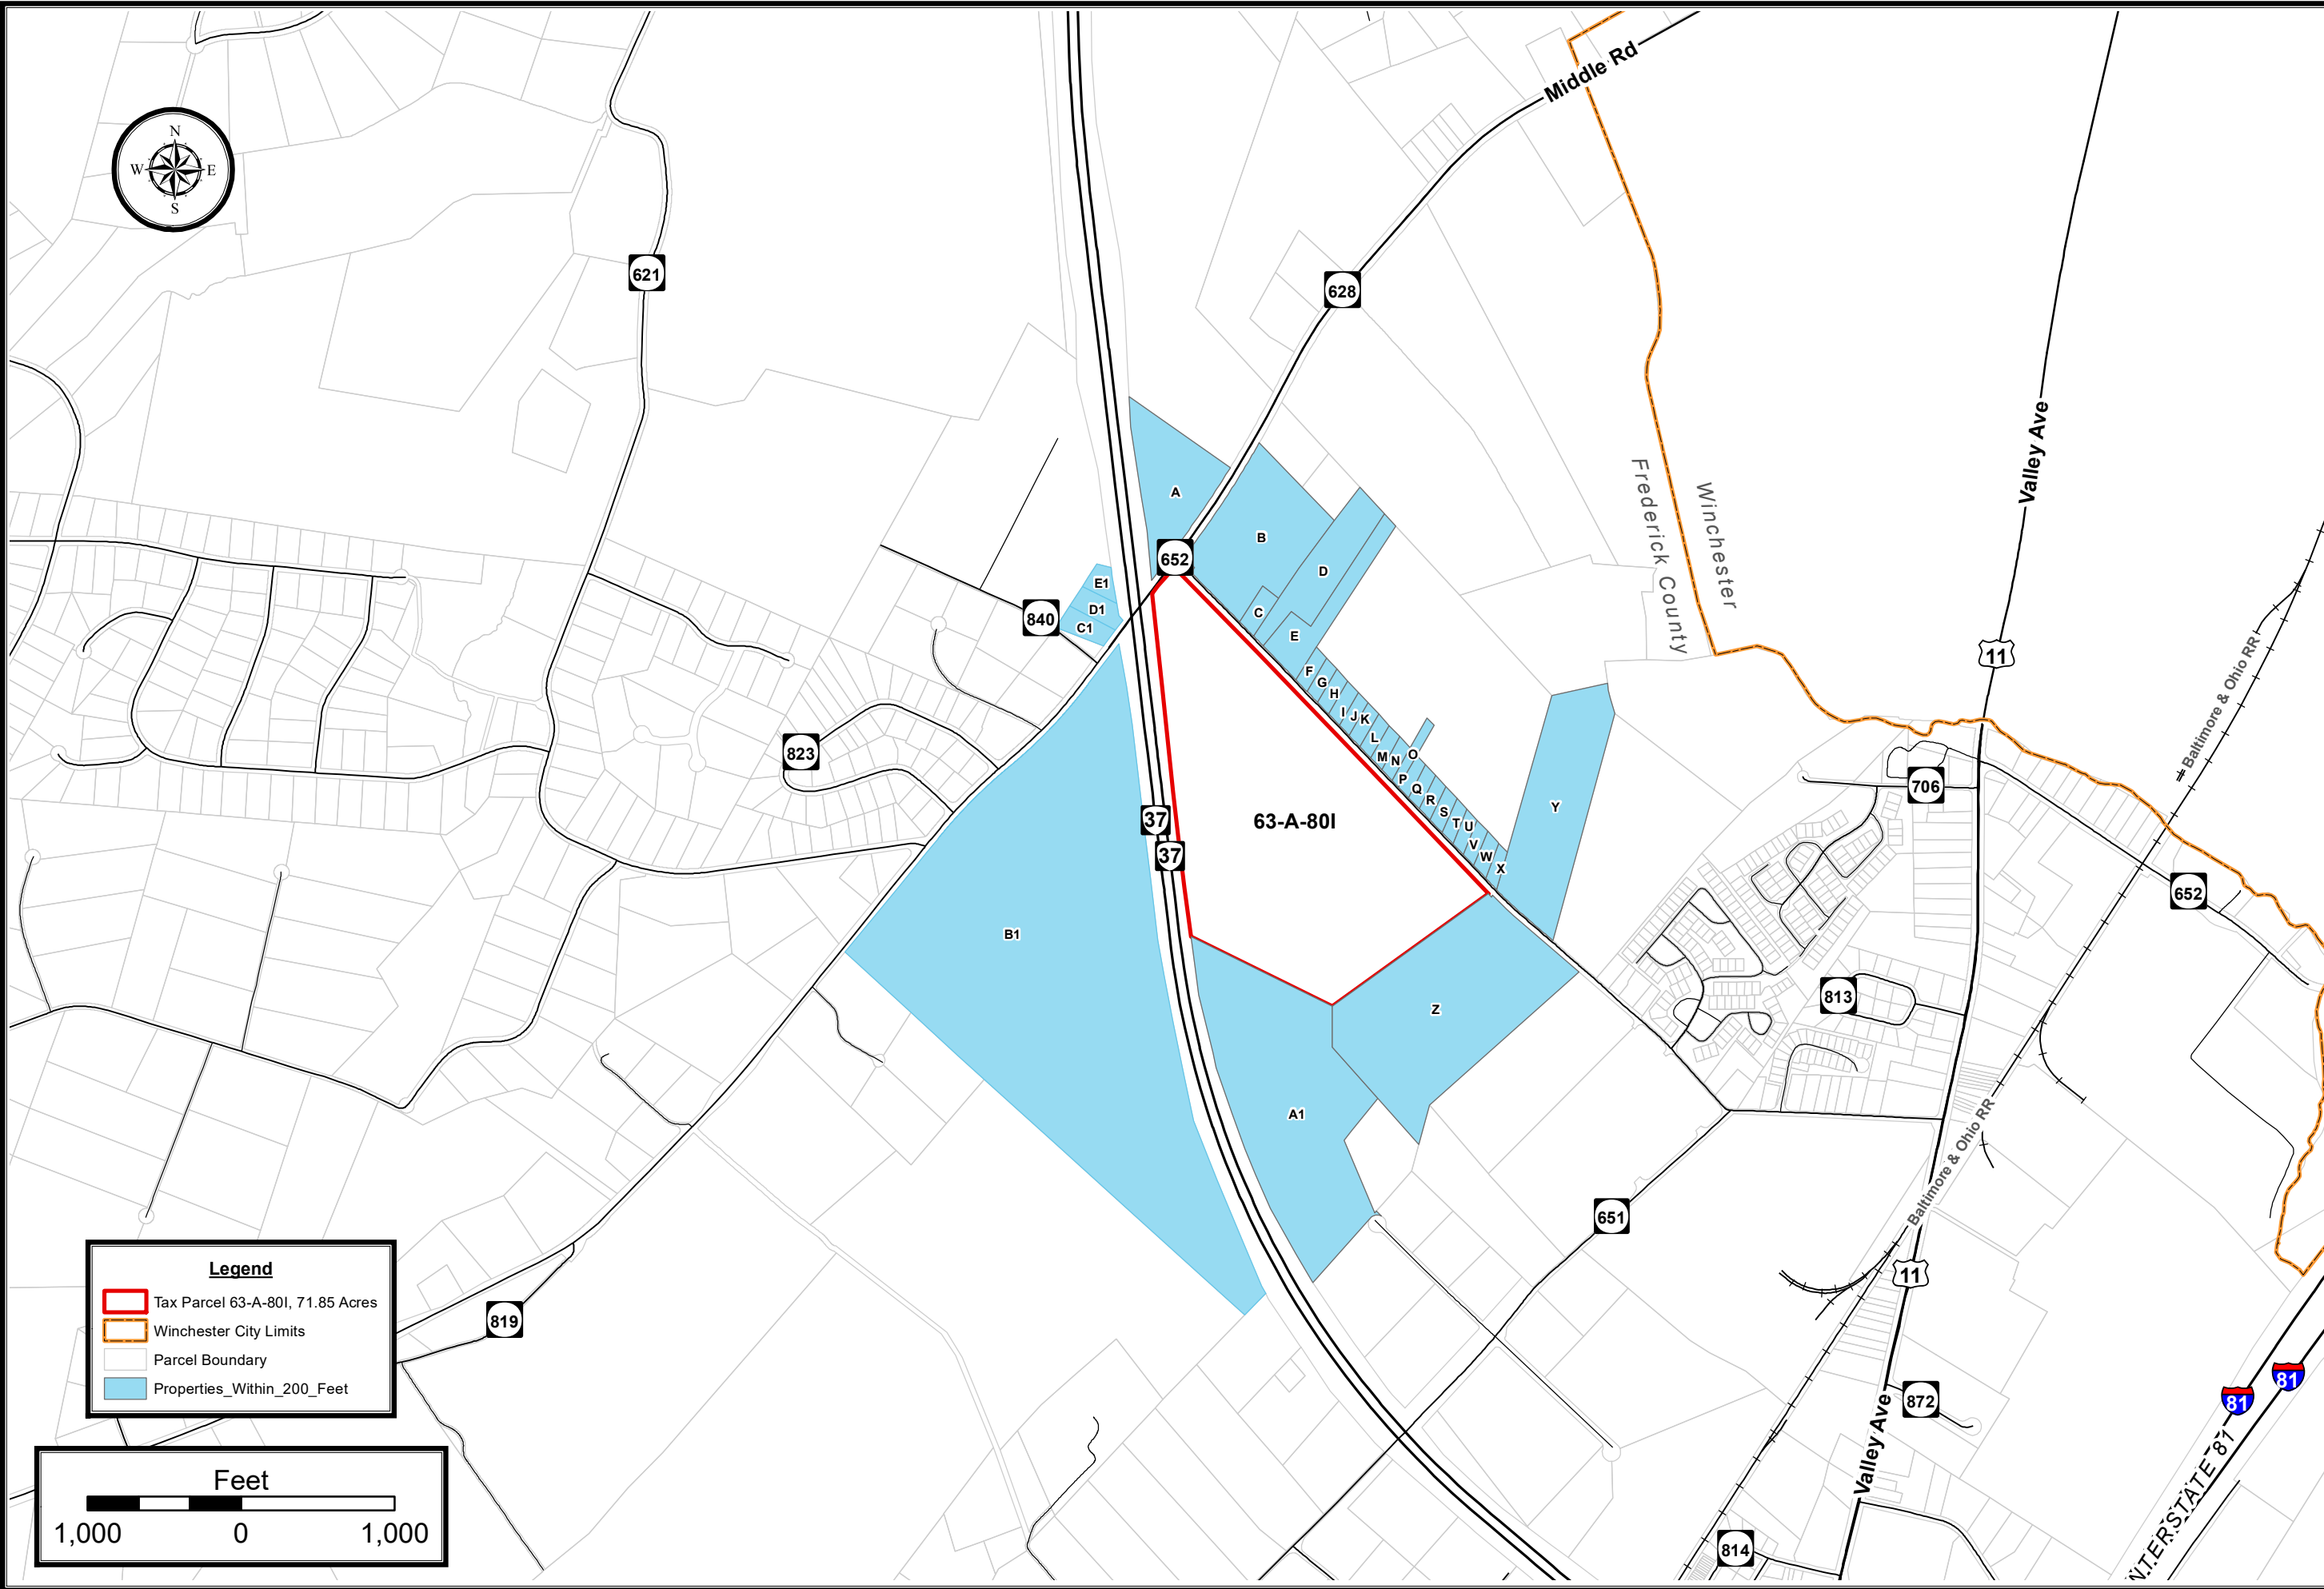 Middle Rd
N
W
E
S
621
628
Valley Ave
Frederick County
Winchester
A
B
652
D
E1
D1
C1
840
C
E
F
G
H
I
J
K
L
M
N
O
P
Q
R
S
T
U
V
W
X
Y
11
Baltimore & Ohio RR
823
706
37
63-A-80I
37
652
B1
Z
813
A1
Baltimore & Ohio RR
651
11
Legend
Tax Parcel 63-A-80I, 71.85 Acres
Winchester City Limits
Parcel Boundary
Properties_Within_200_Feet
819
872
81
81
Valley Ave
INTERSTATE 81
Feet
1,000
0
1,000
814